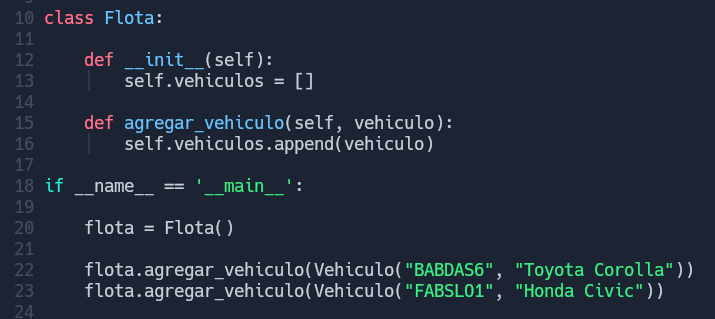 10 class Flota:
11
12     def __init__(self):
13         self.vehiculos = []
14
15     def agregar_vehiculo(self, vehiculo):
16         self.vehiculos.append(vehiculo)
17
18 if __name__ == '__main__':
19
20     flota = Flota()
21
22     flota.agregar_vehiculo(Vehiculo("BABDAS6", "Toyota Corolla"))
23     flota.agregar_vehiculo(Vehiculo("FABSLO1", "Honda Civic"))
24